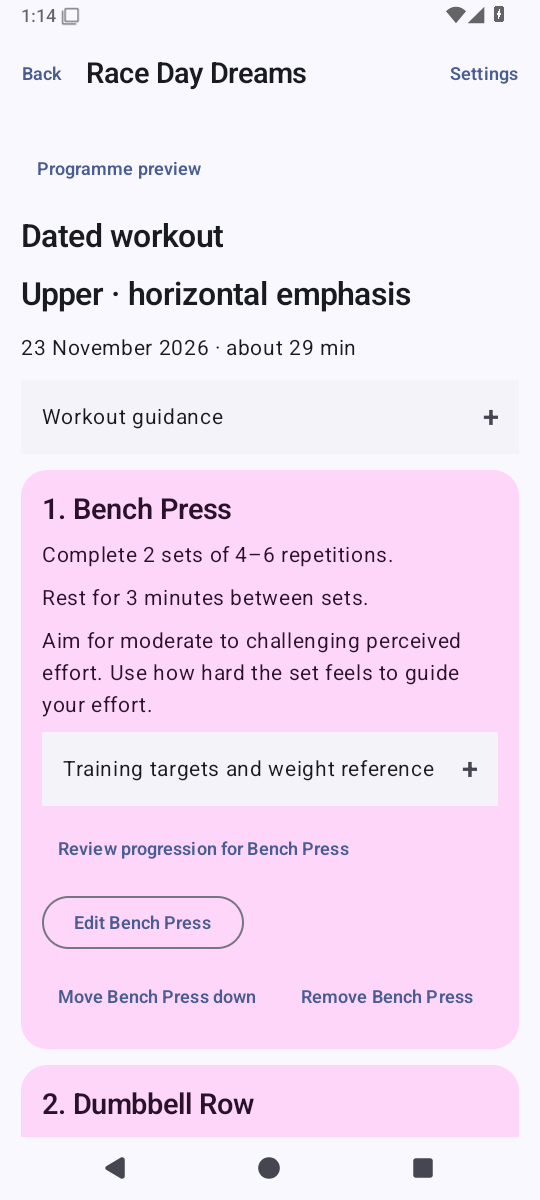 1:14
Back Race Day Dreams Settings
Programme preview
Dated workout
Upper · horizontal emphasis
23 November 2026 · about 29 min
Workout guidance +
1. Bench Press
Complete 2 sets of 4–6 repetitions.
Rest for 3 minutes between sets.
Aim for moderate to challenging perceived
effort. Use how hard the set feels to guide
your effort.
Training targets and weight reference +
Review progression for Bench Press
Edit Bench Press
Move Bench Press down Remove Bench Press
2. Dumbbell Row